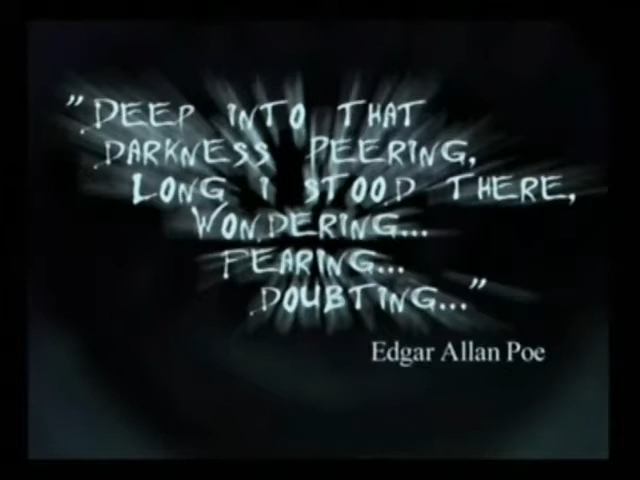 "DEEP INTO THAT
DARKNESS PEERING,
LONG I STOOD THERE,
WONDERING...
FEARING...
DOUBTING..."
Edgar Allan Poe